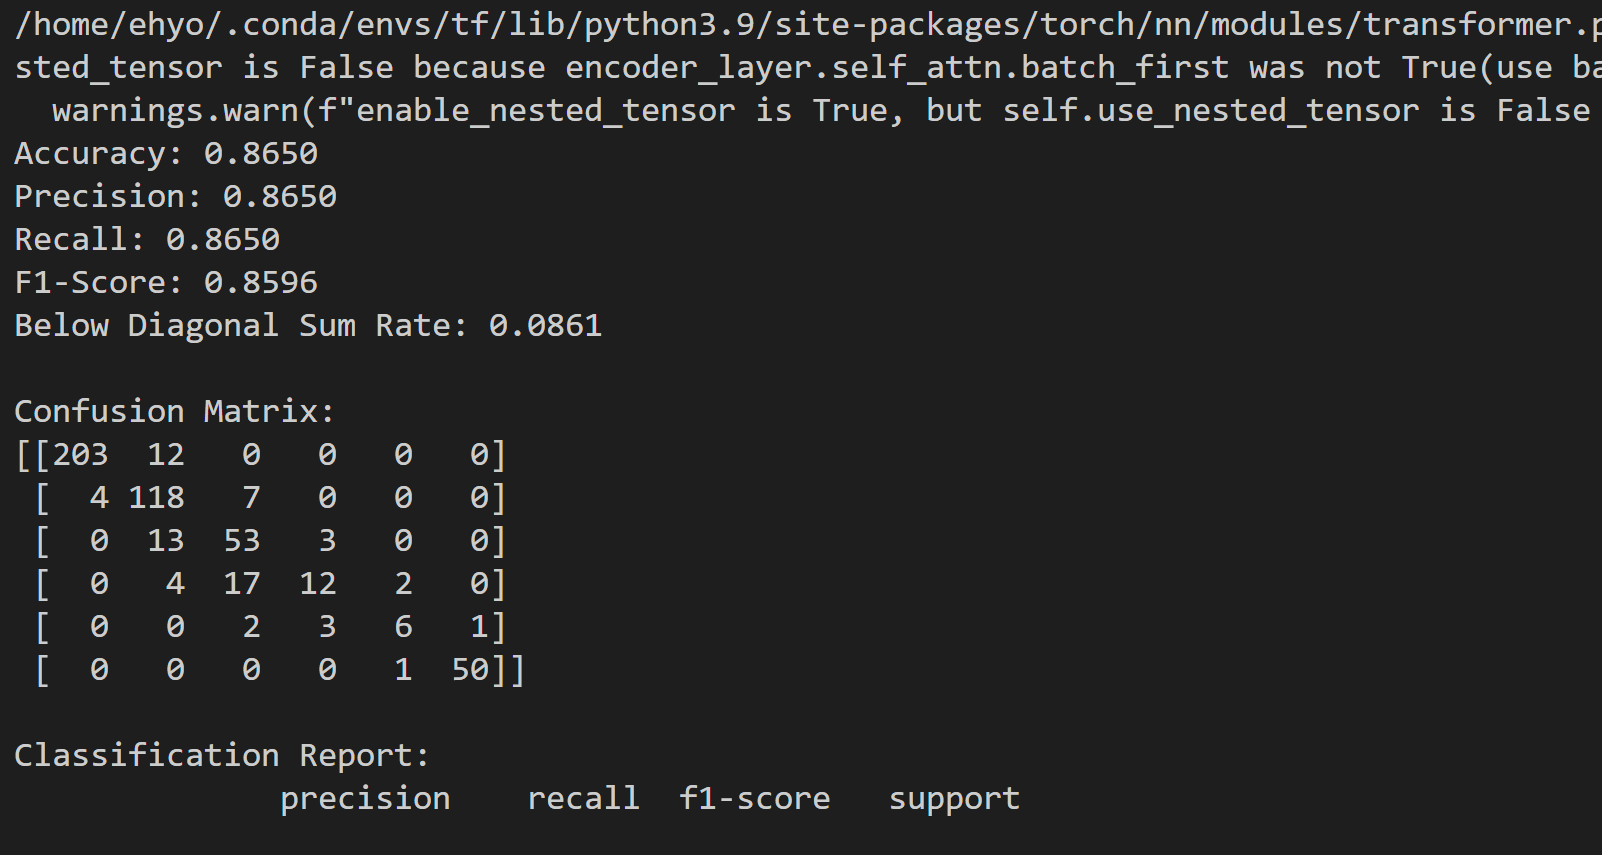 /home/ehyo/.conda/envs/tf/lib/python3.9/site-packages/torch/nn/modules/transformer.p
sted_tensor is False because encoder_layer.self_attn.batch_first was not True(use ba
  warnings.warn(f"enable_nested_tensor is True, but self.use_nested_tensor is False
Accuracy: 0.8650
Precision: 0.8650
Recall: 0.8650
F1-Score: 0.8596
Below Diagonal Sum Rate: 0.0861

Confusion Matrix:
[[203  12   0   0   0   0]
 [  4 118   7   0   0   0]
 [  0  13  53   3   0   0]
 [  0   4  17  12   2   0]
 [  0   0   2   3   6   1]
 [  0   0   0   0   1  50]]

Classification Report:
              precision    recall  f1-score   support